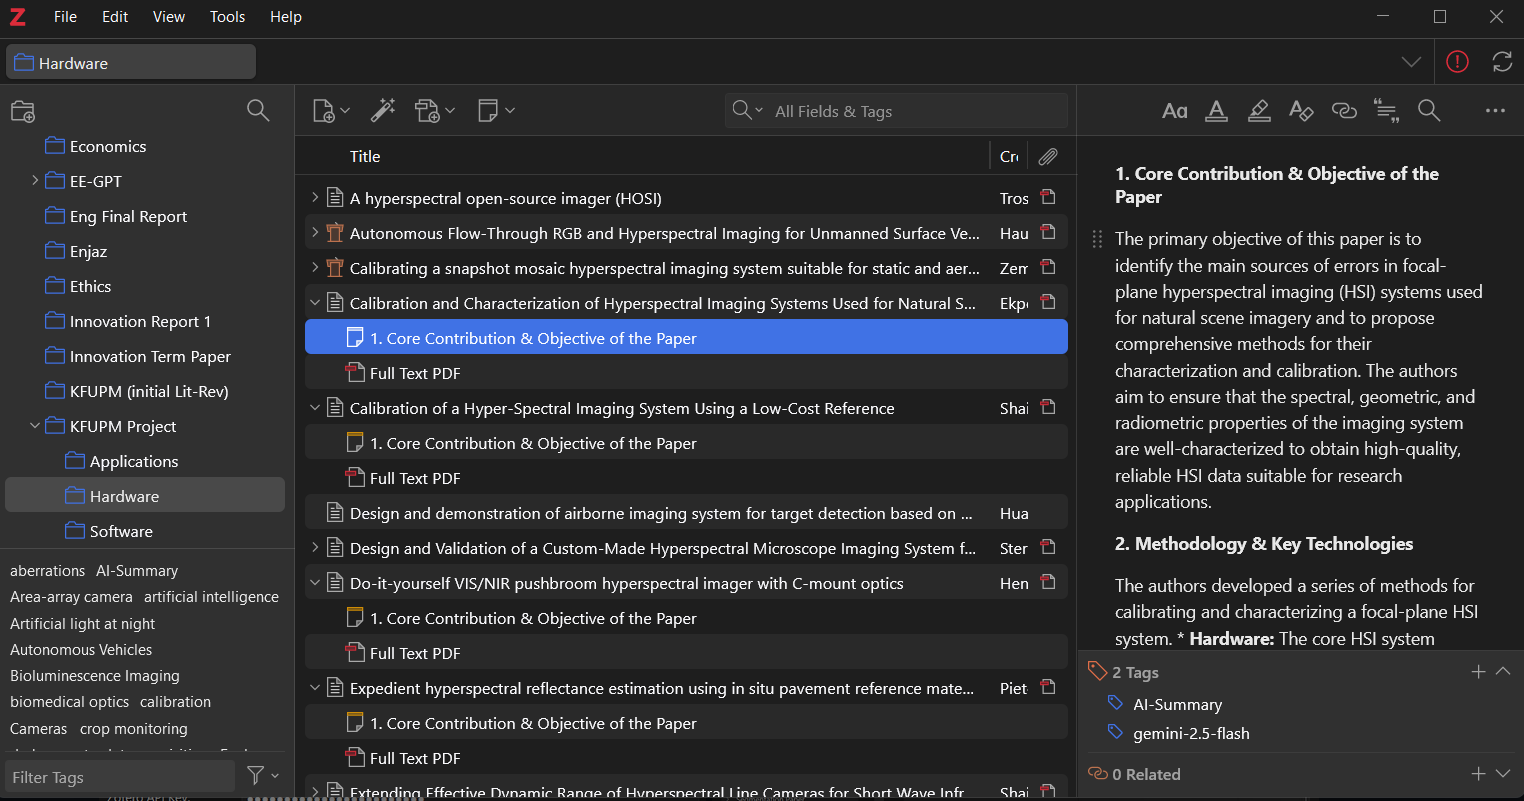 Z File Edit View Tools Help
Hardware
Economics
EE-GPT
Eng Final Report
Enjaz
Ethics
Innovation Report 1
Innovation Term Paper
KFUPM (initial Lit-Rev)
KFUPM Project
Applications
Hardware
Software
aberrations AI-Summary
Area-array camera artificial intelligence
Artificial light at night
Autonomous Vehicles
Bioluminescence Imaging
biomedical optics calibration
Cameras crop monitoring
Filter Tags
All Fields & Tags
Title Cr
A hyperspectral open-source imager (HOSI) Tros
Autonomous Flow-Through RGB and Hyperspectral Imaging for Unmanned Surface Ve... Hau
Calibrating a snapshot mosaic hyperspectral imaging system suitable for static and aer... Zem
Calibration and Characterization of Hyperspectral Imaging Systems Used for Natural S... Ekp
1. Core Contribution & Objective of the Paper
Full Text PDF
Calibration of a Hyper-Spectral Imaging System Using a Low-Cost Reference Shai
1. Core Contribution & Objective of the Paper
Full Text PDF
Design and demonstration of airborne imaging system for target detection based on ... Hua
Design and Validation of a Custom-Made Hyperspectral Microscope Imaging System f... Ster
Do-it-yourself VIS/NIR pushbroom hyperspectral imager with C-mount optics Hen
1. Core Contribution & Objective of the Paper
Full Text PDF
Expedient hyperspectral reflectance estimation using in situ pavement reference mate... Piet
1. Core Contribution & Objective of the Paper
Full Text PDF
Extending Effective Dynamic Range of Hyperspectral Line Cameras for Short Wave Infr... Shai
Aa A A
1. Core Contribution & Objective of the
Paper
The primary objective of this paper is to
identify the main sources of errors in focal-
plane hyperspectral imaging (HSI) systems used
for natural scene imagery and to propose
comprehensive methods for their
characterization and calibration. The authors
aim to ensure that the spectral, geometric, and
radiometric properties of the imaging system
are well-characterized to obtain high-quality,
reliable HSI data suitable for research
applications.
2. Methodology & Key Technologies
The authors developed a series of methods for
calibrating and characterizing a focal-plane HSI
system. * Hardware: The core HSI system
2 Tags
AI-Summary
gemini-2.5-flash
0 Related